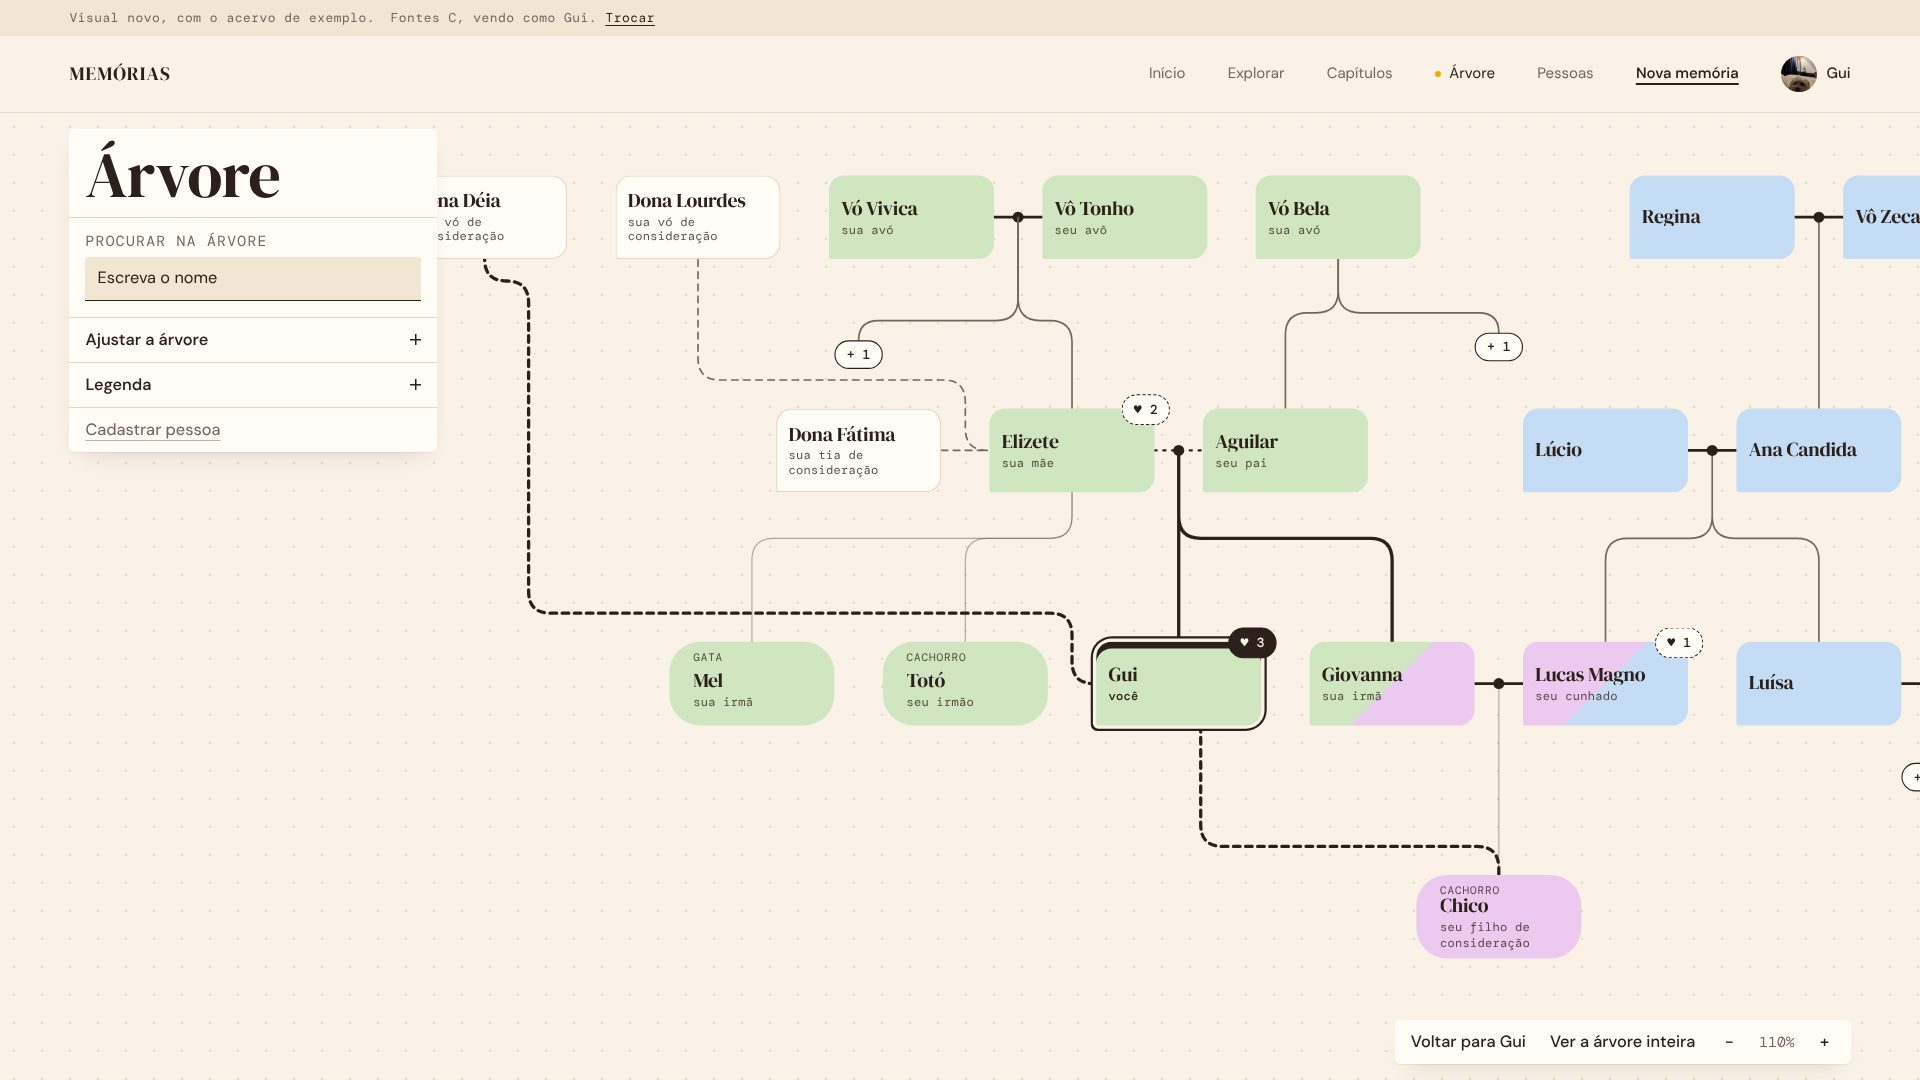 Visual novo, com o acervo de exemplo. Fontes C, vendo como Gui. Trocar
MEMÓRIAS
Início
Explorar
Capítulos
Árvore
Pessoas
Nova memória
Gui
Árvore
PROCURAR NA ÁRVORE
Escreva o nome
Ajustar a árvore +
Legenda +
Cadastrar pessoa
na Déia
vó de
sideração
Dona Lourdes
sua vó de
consideração
Vó Vivica
sua avó
Vô Tonho
seu avô
Vó Bela
sua avó
Regina
Vô Zeca
+ 1
+ 1
Dona Fátima
sua tia de
consideração
Elizete
sua mãe
♥ 2
Aguilar
seu pai
Lúcio
Ana Candida
GATA
Mel
sua irmã
CACHORRO
Totó
seu irmão
Gui
você
♥ 3
Giovanna
sua irmã
Lucas Magno
seu cunhado
♥ 1
Luísa
+
CACHORRO
Chico
seu filho de
consideração
Voltar para Gui
Ver a árvore inteira
− 110% +